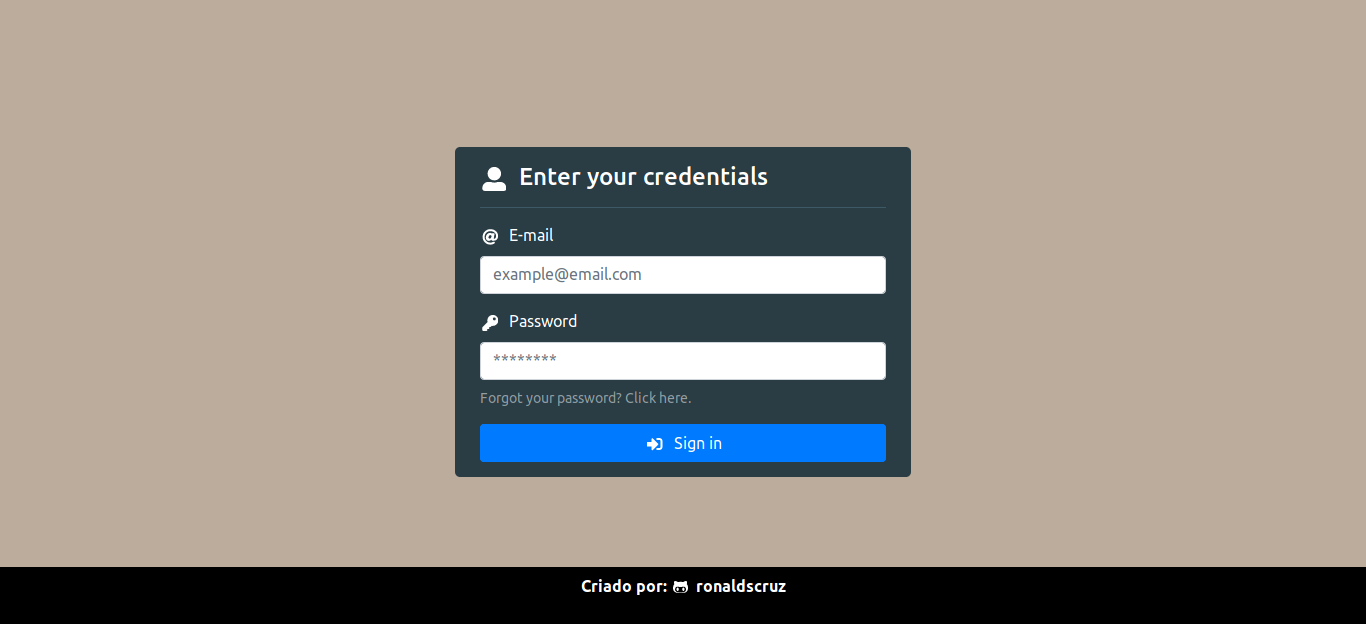 Enter your credentials
@ E-mail
example@email.com
Password
********
Forgot your password? Click here.
Sign in
Criado por: ronaldscruz